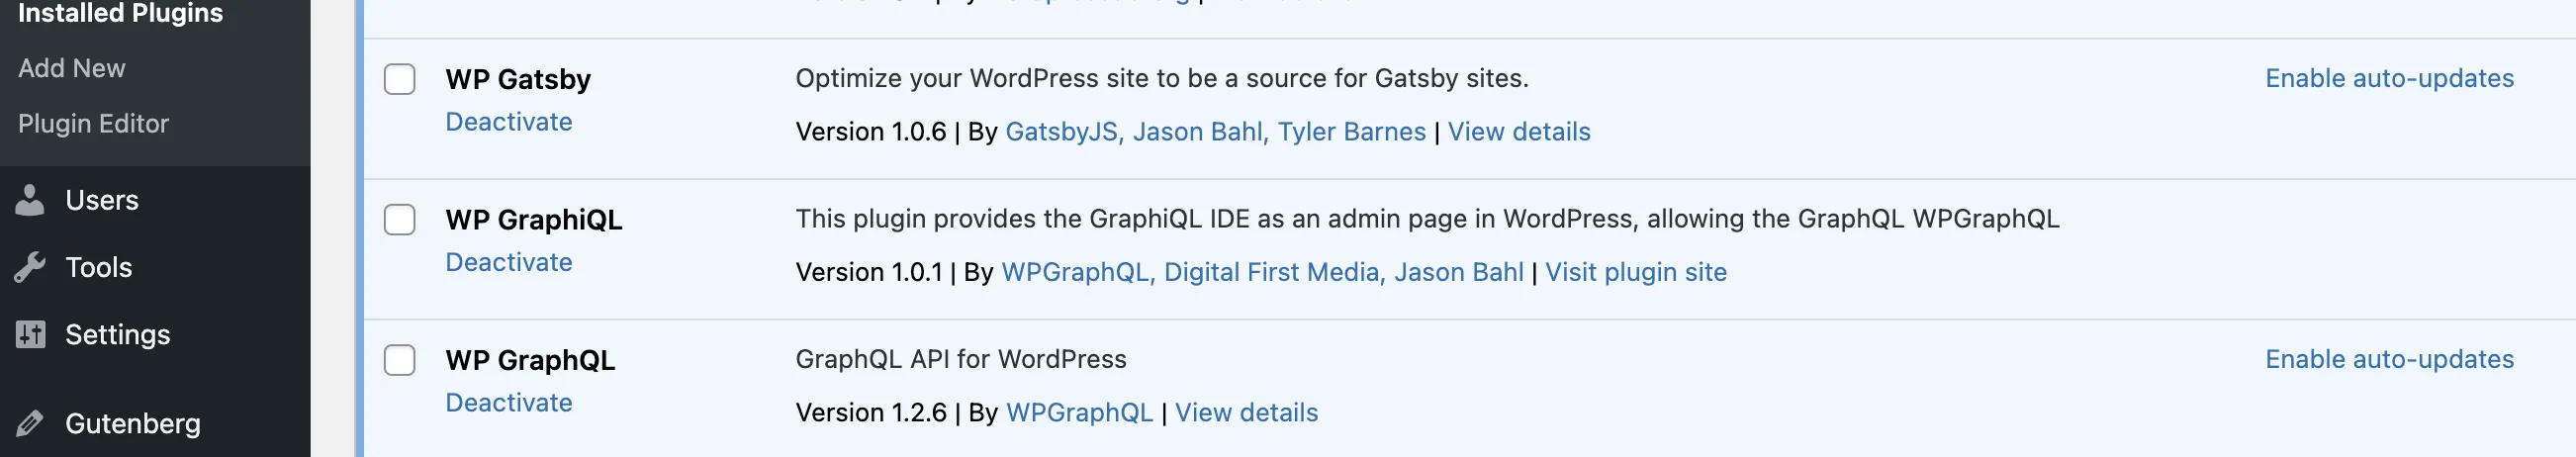 Installed Plugins
Add New
Plugin Editor
Users
Tools
Settings
Gutenberg
WP Gatsby
Deactivate
Optimize your WordPress site to be a source for Gatsby sites.
Version 1.0.6 | By GatsbyJS, Jason Bahl, Tyler Barnes | View details
Enable auto-updates
WP GraphiQL
Deactivate
This plugin provides the GraphiQL IDE as an admin page in WordPress, allowing the GraphQL WPGraphQL
Version 1.0.1 | By WPGraphQL, Digital First Media, Jason Bahl | Visit plugin site
WP GraphQL
Deactivate
GraphQL API for WordPress
Version 1.2.6 | By WPGraphQL | View details
Enable auto-updates